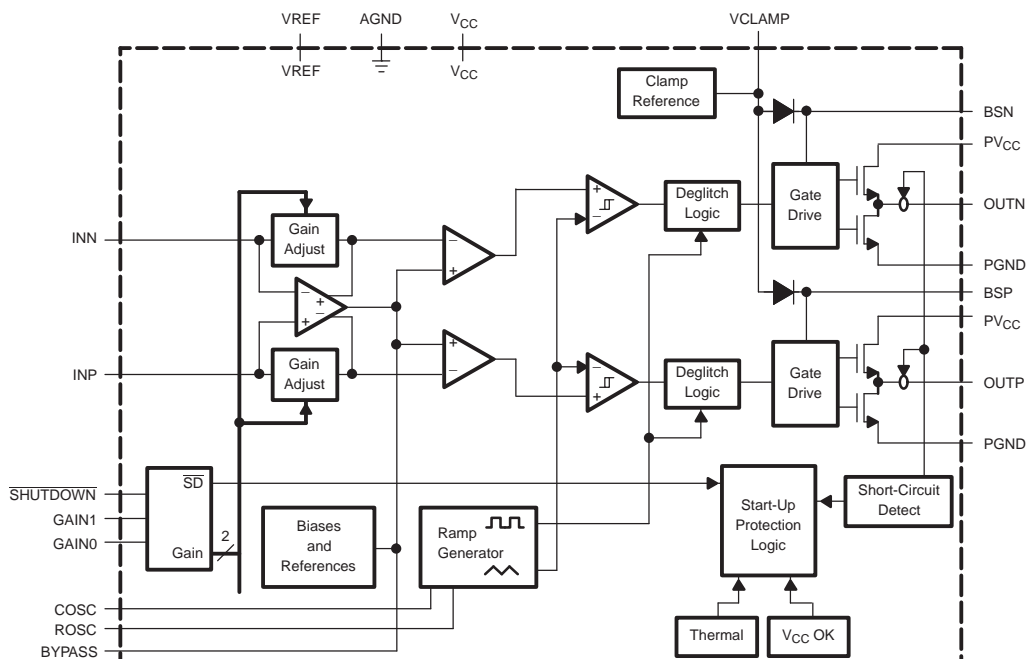 VREF
AGND
VCC
VCLAMP
VREF
VCC
Clamp
Reference
BSN
PVCC
Gain
Adjust
Deglitch
Logic
Gate
Drive
OUTN
INN
PGND
BSP
PVCC
INP
Gain
Adjust
Deglitch
Logic
Gate
Drive
OUTP
PGND
SHUTDOWN
SD
GAIN1
GAIN0
Gain
2
Biases
and
References
Ramp
Generator
Start-Up
Protection
Logic
Short-Circuit
Detect
COSC
ROSC
BYPASS
Thermal
VCC OK